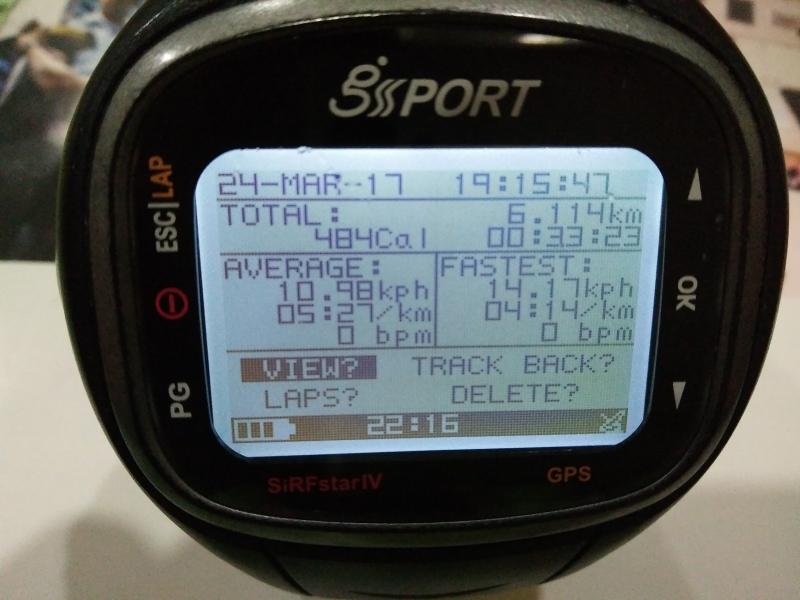 gsSPORT
ESC|LAP
PG
OK
24-MAR-17 19:15:47
TOTAL: 6.114km
484Cal 00:33:23
AVERAGE: FASTEST:
10.98kph 14.17kph
05:27/km 04:14/km
0 bpm 0 bpm
VIEW? TRACK BACK?
LAPS? DELETE?
22:16
SiRFstarIV GPS